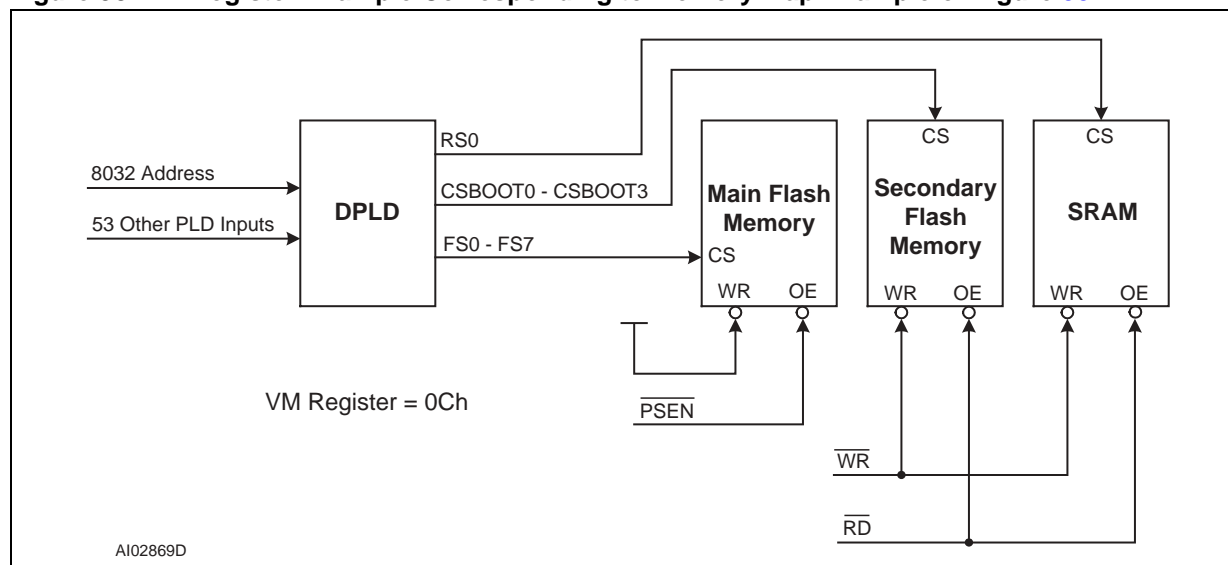 RS0
CS
CS
8032 Address
CSBOOT0 - CSBOOT3
DPLD
Main Flash
Memory
Secondary
Flash
Memory
SRAM
53 Other PLD Inputs
FS0 - FS7
CS
WR OE
WR OE
WR OE
VM Register = 0Ch
PSEN
WR
RD
AI02869D